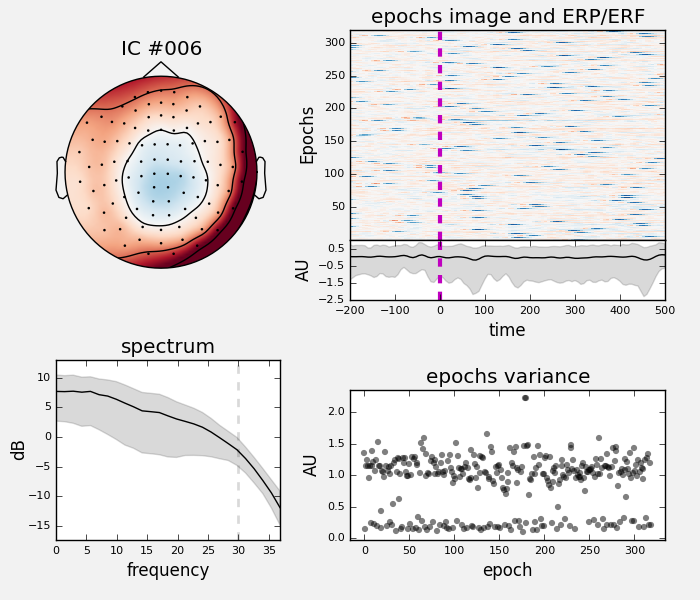 IC #006
epochs image and ERP/ERF
Epochs
300
250
200
150
100
50
AU
0.5
−0.5
−1.5
−2.5
−200 −100 0 100 200 300 400 500
time
spectrum
dB
10
5
0
−5
−10
−15
0 5 10 15 20 25 30 35
frequency
epochs variance
AU
2.0
1.5
1.0
0.5
0.0
0 50 100 150 200 250 300
epoch